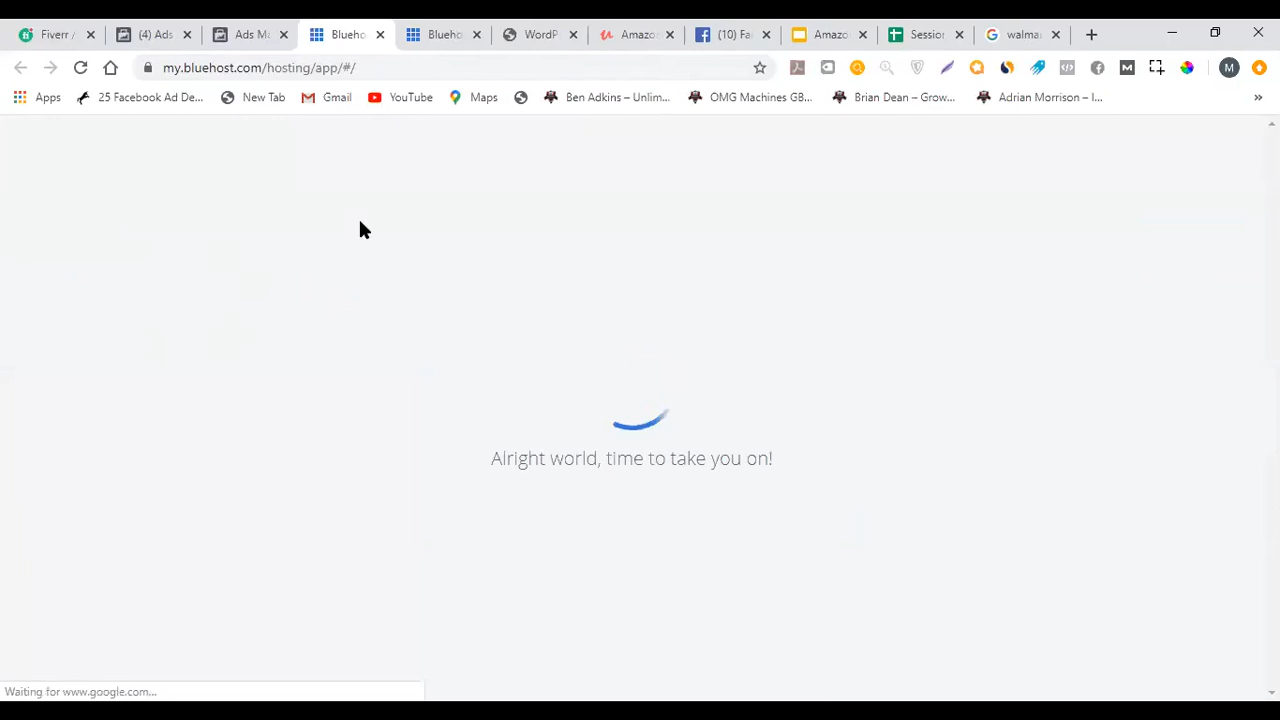 Fiverr /
(4) Ads
Ads Ma
Blueho
Blueho
WordP
Amazo
(10) Fa
Amazo
Session
walma
my.bluehost.com/hosting/app/#/
M
Apps
25 Facebook Ad De...
New Tab
Gmail
YouTube
Maps
Ben Adkins – Unlim...
OMG Machines GB...
Brian Dean – Grow...
Adrian Morrison – I...
»
Alright world, time to take you on!
Waiting for www.google.com...